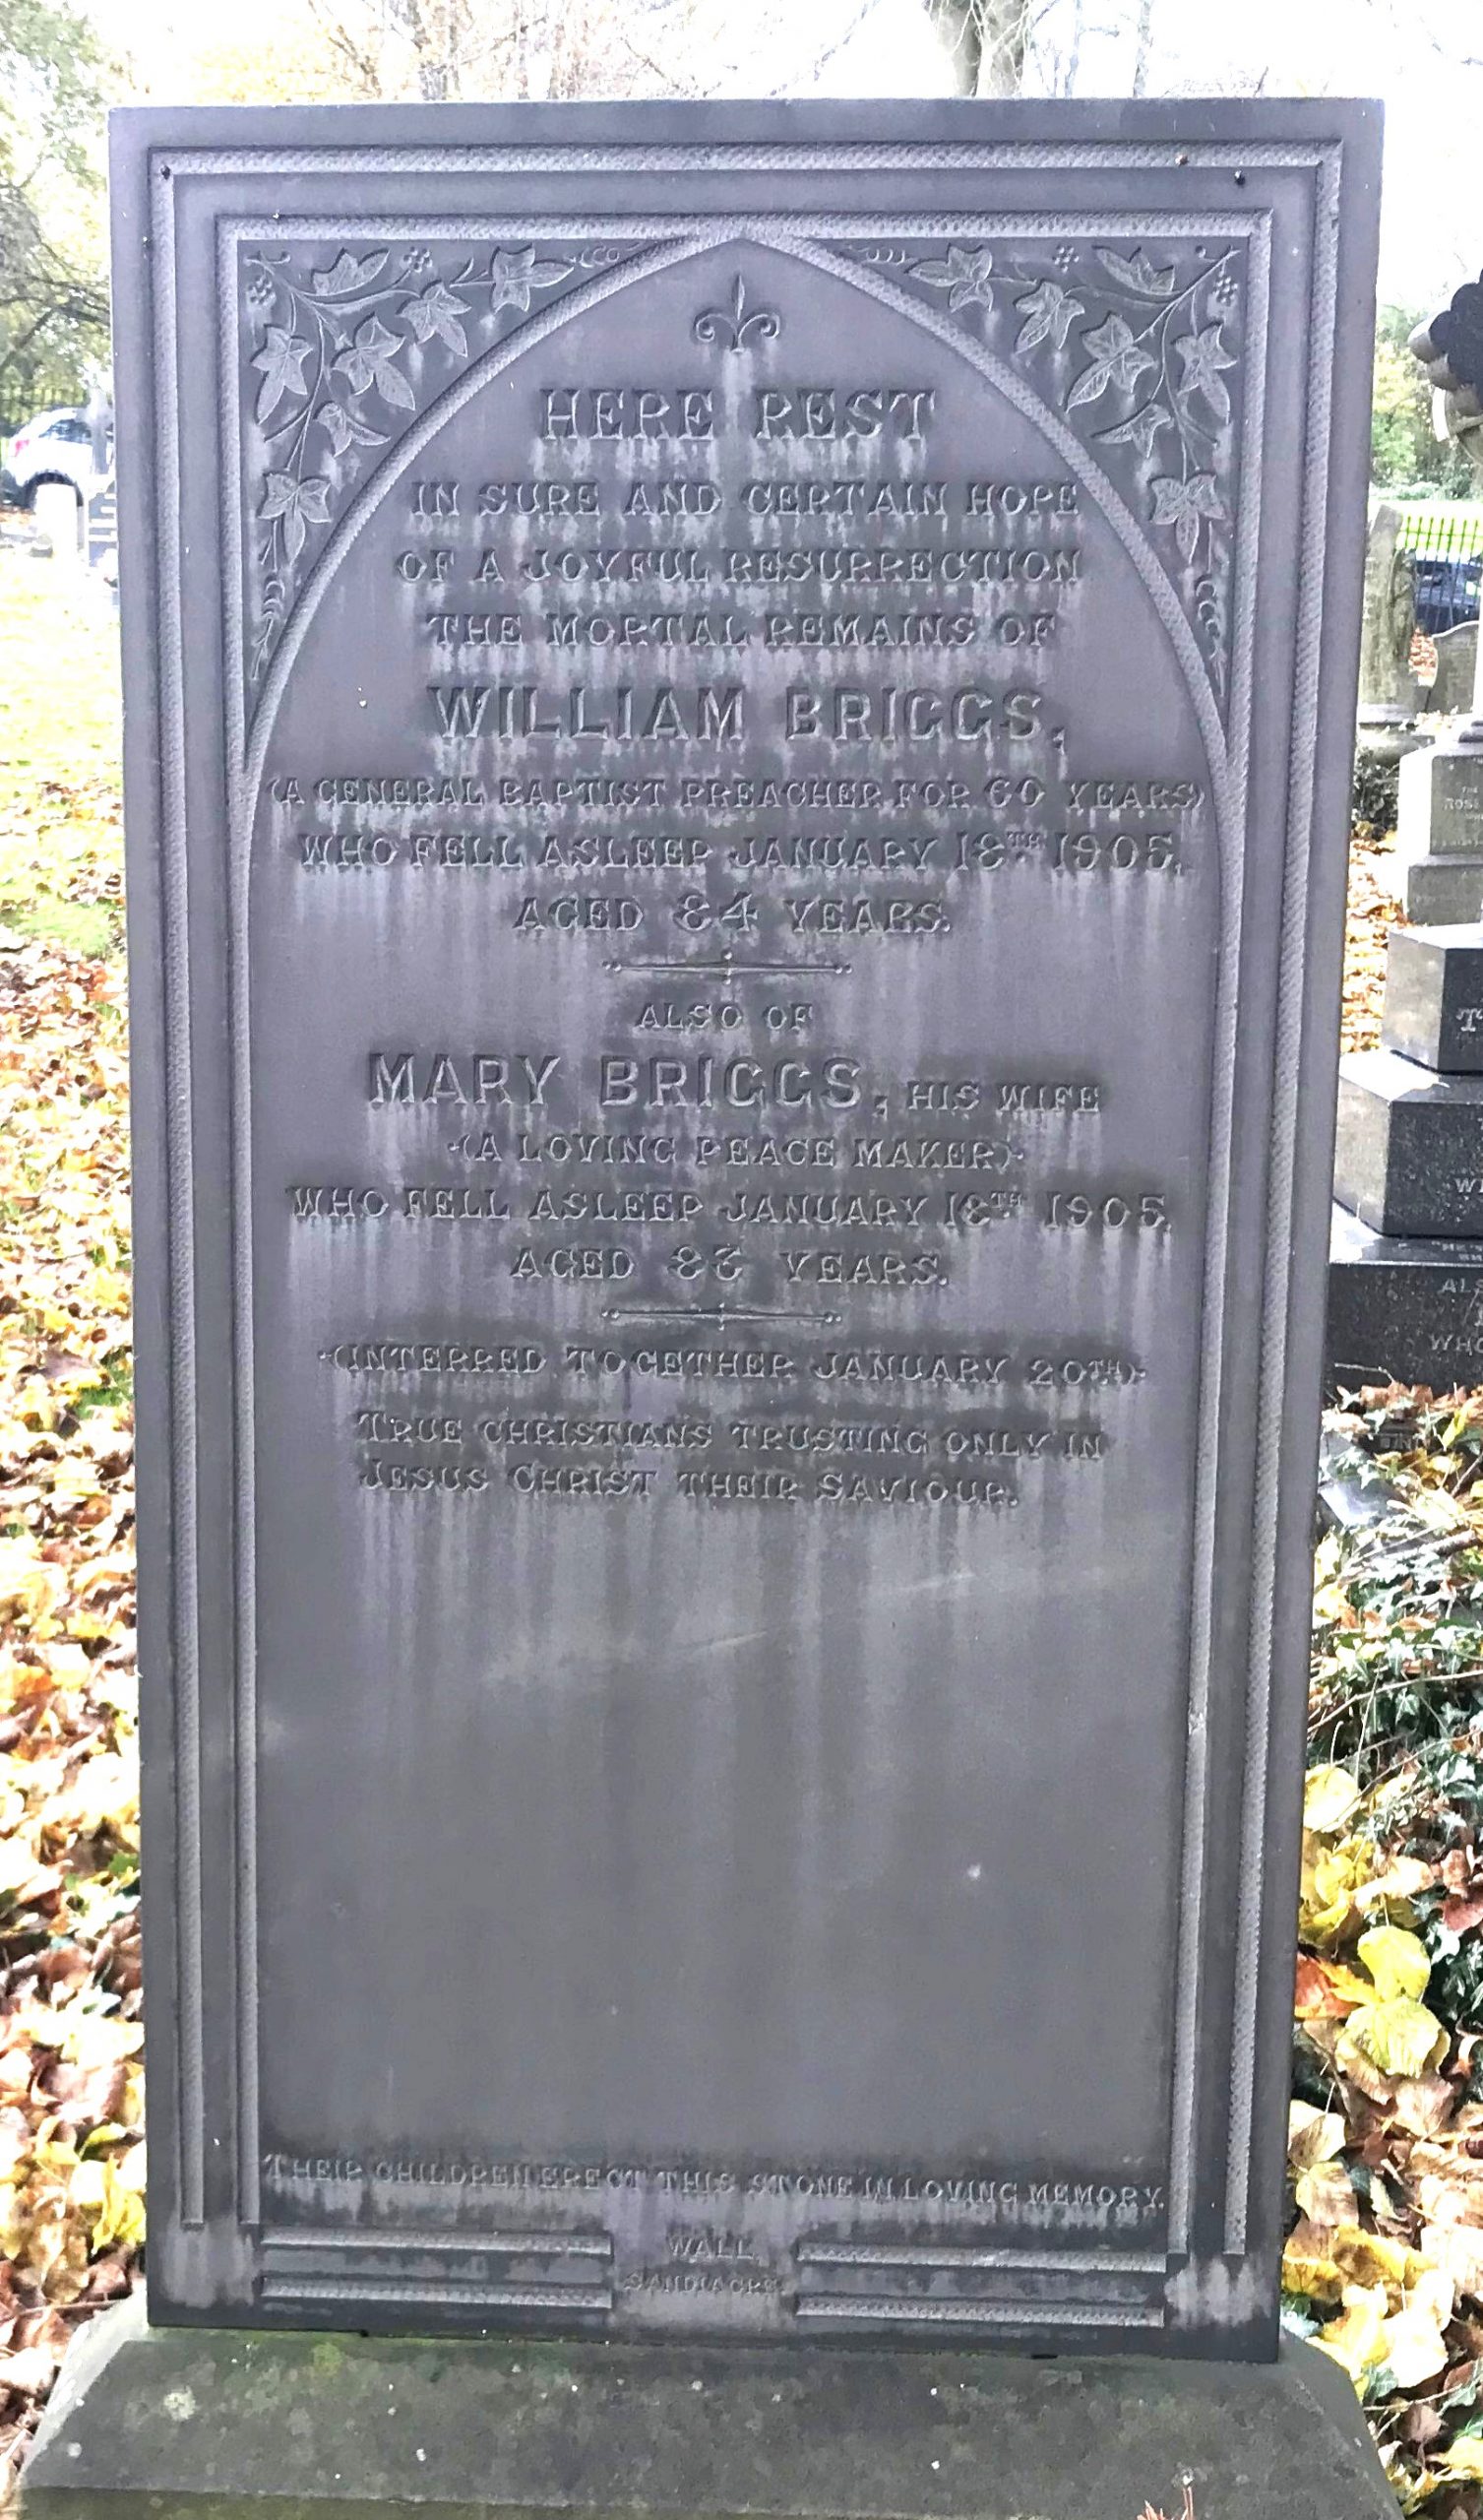 HERE REST
IN SURE AND CERTAIN HOPE
OF A JOYFUL RESURRECTION
THE MORTAL REMAINS OF
WILLIAM BRIGGS,
(A GENERAL BAPTIST PREACHER FOR 60 YEARS)
WHO FELL ASLEEP JANUARY 18TH 1905,
AGED 84 YEARS.
ALSO OF
MARY BRIGGS, HIS WIFE
(A LOVING PEACE MAKER)
WHO FELL ASLEEP JANUARY 18TH 1905,
AGED 83 YEARS.
(INTERRED TOGETHER JANUARY 20TH)
TRUE CHRISTIANS TRUSTING ONLY IN
JESUS CHRIST THEIR SAVIOUR.
THEIR CHILDREN ERECT THIS STONE IN LOVING MEMORY.
WALL
SANDIACRE.
AL
WHO